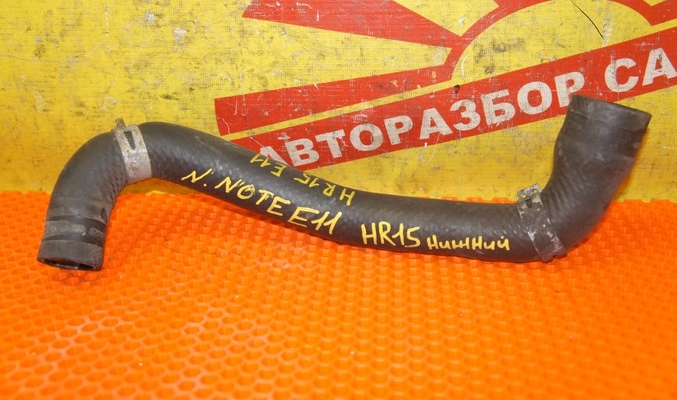 АВТОРАЗБОР СА
HR15 E11
N. NOTE E11 HR15 нижний